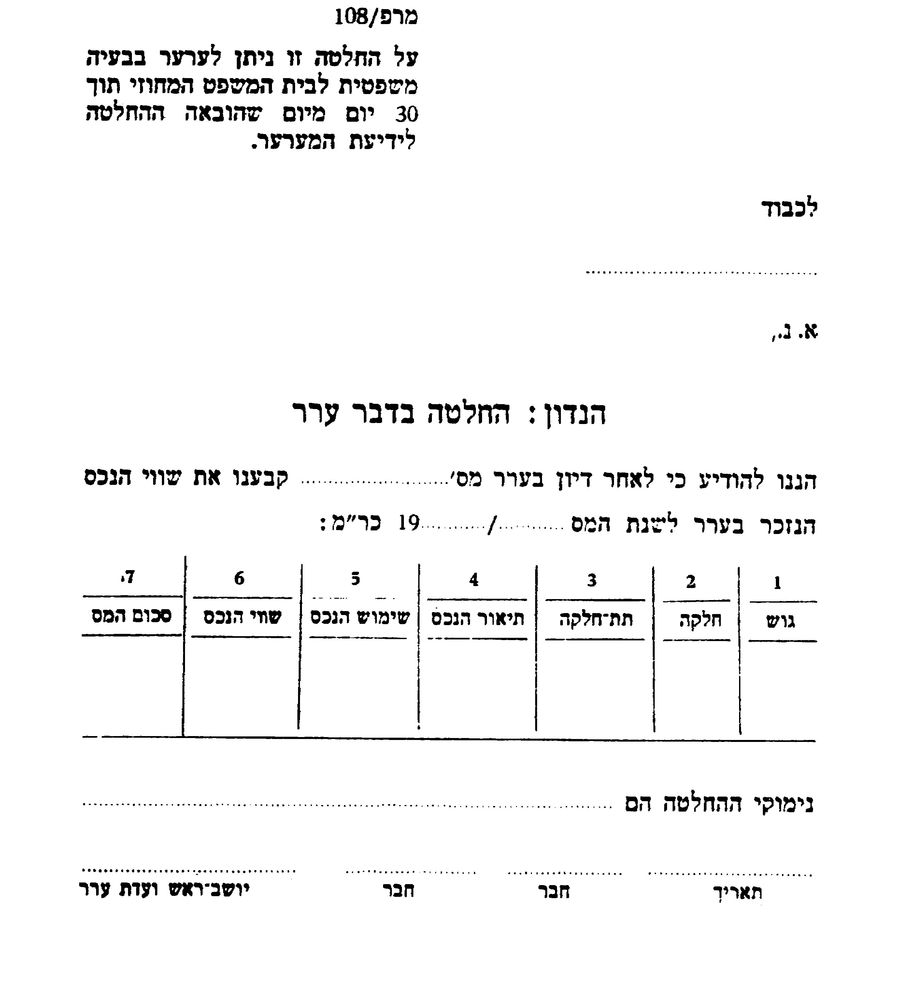 מרפ/108
על החלטה זו ניתן לערער בבעיה
משפטית לבית המשפט המחוזי תוך
30 יום מיום שהובאה ההחלטה
לידיעת המערער.
לכבוד
א. נ.,
הנדון: החלטה בדבר ערר
הננו להודיע כי לאחר דיון בערר מס׳.................... קבענו את שווי הנכס
הנזכר בערר לשנת המס ........../..........19 כר״מ:
1 2 3 4 5 6 7
גוש חלקה תת־חלקה תיאור הנכס שימוש הנכס שווי הנכס סכום המס
נימוקי ההחלטה הם ....................
תאריך חבר חבר יושב־ראש ועדת ערר